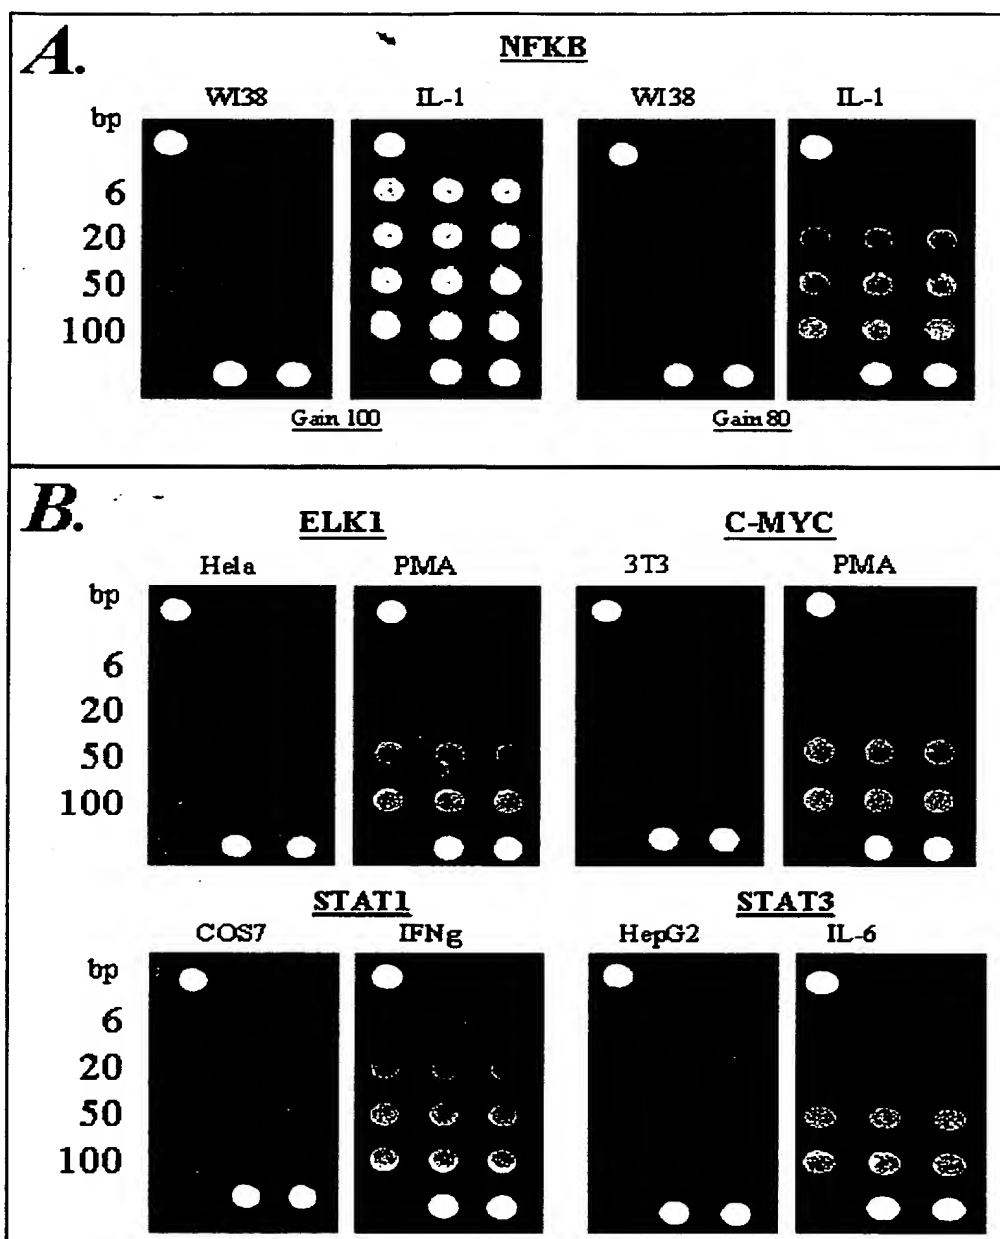 A.
NFKB
WI38 IL-1 WI38 IL-1
bp
6
20
50
100
Gain 100 Gain 80
B.
ELK1 C-MYC
Hela PMA 3T3 PMA
bp
6
20
50
100
STAT1 STAT3
COS7 IFNg HepG2 IL-6
bp
6
20
50
100